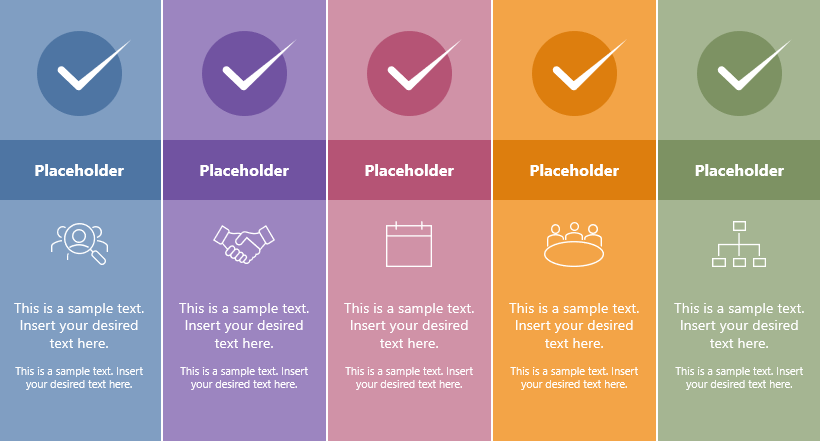 Placeholder
Placeholder
Placeholder
Placeholder
Placeholder
This is a sample text.
Insert your desired
text here.
This is a sample text. Insert
your desired text here.
This is a sample text.
Insert your desired
text here.
This is a sample text. Insert
your desired text here.
This is a sample text.
Insert your desired
text here.
This is a sample text. Insert
your desired text here.
This is a sample text.
Insert your desired
text here.
This is a sample text. Insert
your desired text here.
This is a sample text.
Insert your desired
text here.
This is a sample text. Insert
your desired text here.